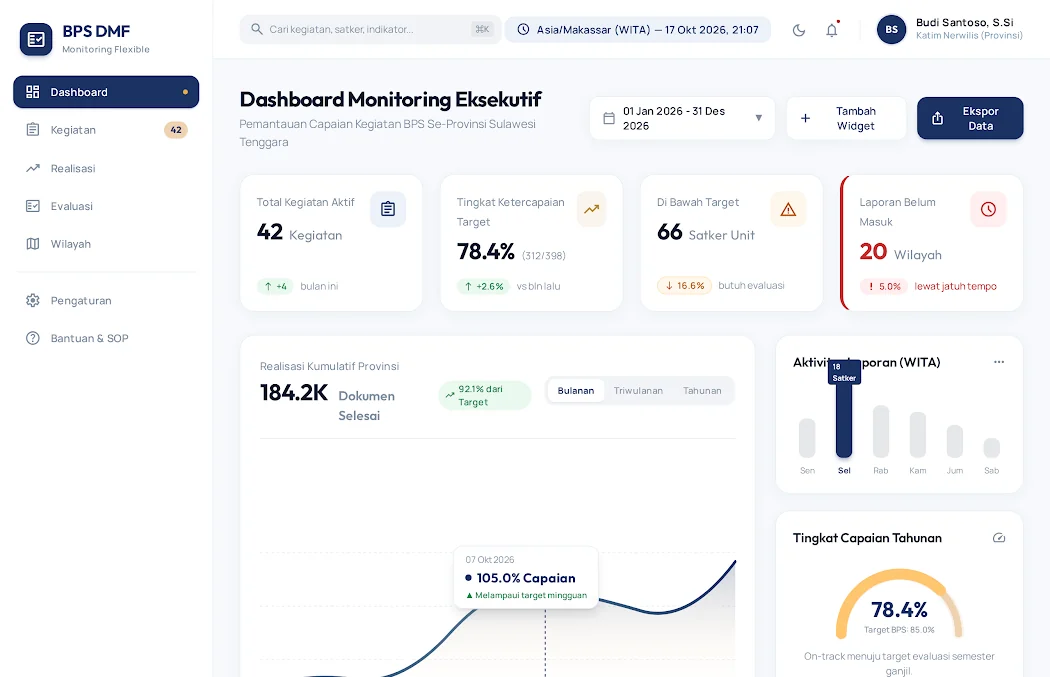 BPS DMF
Monitoring Flexible
Dashboard
Kegiatan
42
Realisasi
Evaluasi
Wilayah
Pengaturan
Bantuan & SOP
Cari kegiatan, satker, indikator...
⌘K
Asia/Makassar (WITA) — 17 Okt 2026, 21:07
BS
Budi Santoso, S.Si
Katim Nerwilis (Provinsi)
Dashboard Monitoring Eksekutif
Pemantauan Capaian Kegiatan BPS Se-Provinsi Sulawesi
Tenggara
01 Jan 2026 - 31 Des
2026
Tambah
Widget
Ekspor
Data
Total Kegiatan Aktif
42 Kegiatan
↑ +4 bulan ini
Tingkat Ketercapaian
Target
78.4% (312/398)
↑ +2.6% vs bln lalu
Di Bawah Target
66 Satker Unit
↓ 16.6% butuh evaluasi
Laporan Belum
Masuk
20 Wilayah
! 5.0% lewat jatuh tempo
Realisasi Kumulatif Provinsi
184.2K Dokumen
Selesai
92.1% dari
Target
Bulanan
Triwulanan
Tahunan
07 Okt 2026
105.0% Capaian
▲ Melampaui target mingguan
Aktivitas Laporan (WITA)
18
Satker
Sen
Sel
Rab
Kam
Jum
Sab
Tingkat Capaian Tahunan
78.4%
Target BPS: 85.0%
On-track menuju target evaluasi semester
ganjil.